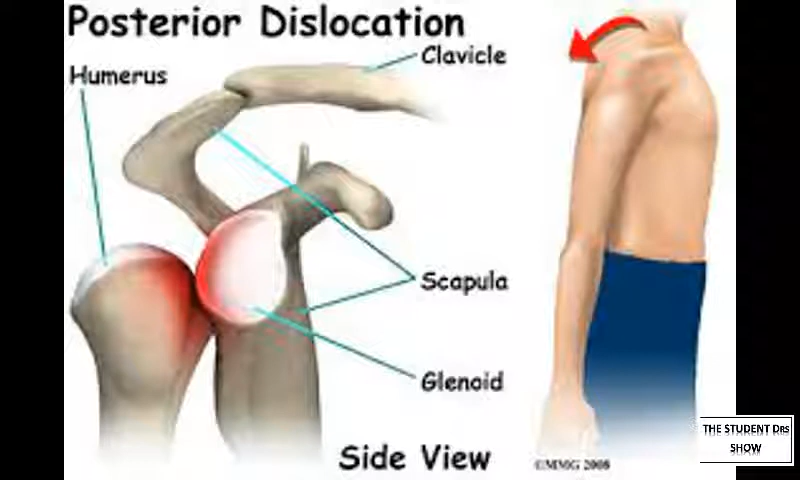 Posterior Dislocation
Clavicle
Humerus
Scapula
Glenoid
Side View
©MMG 2008
THE STUDENT DRS
SHOW